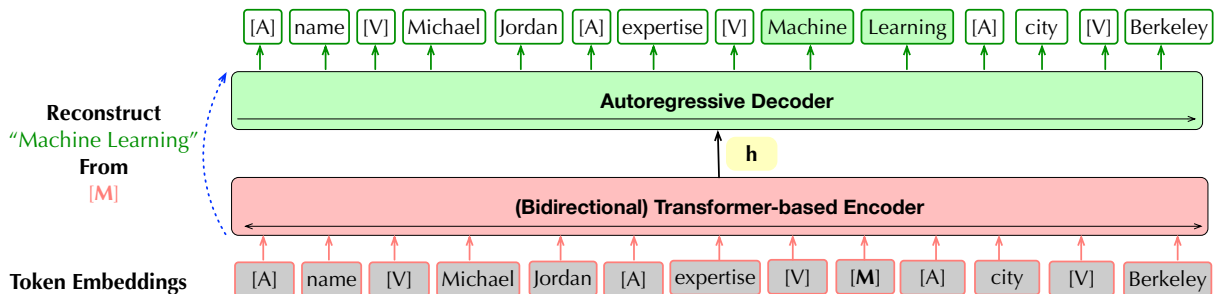 [A] name [V] Michael Jordan [A] expertise [V] Machine Learning [A] city [V] Berkeley
Autoregressive Decoder
Reconstruct
“Machine Learning”
From
[M]
h
(Bidirectional) Transformer-based Encoder
Token Embeddings [A] name [V] Michael Jordan [A] expertise [V] [M] [A] city [V] Berkeley